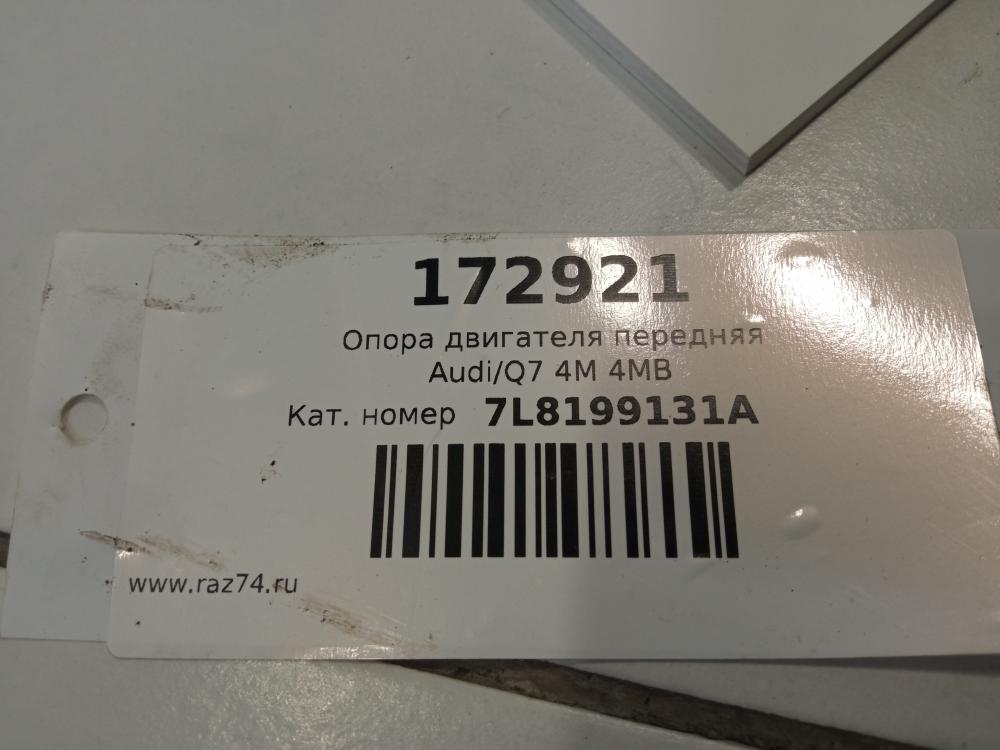 172921
Опора двигателя передняя
Audi/Q7 4M 4MB
Кат. номер 7L8199131A
www.raz74.ru